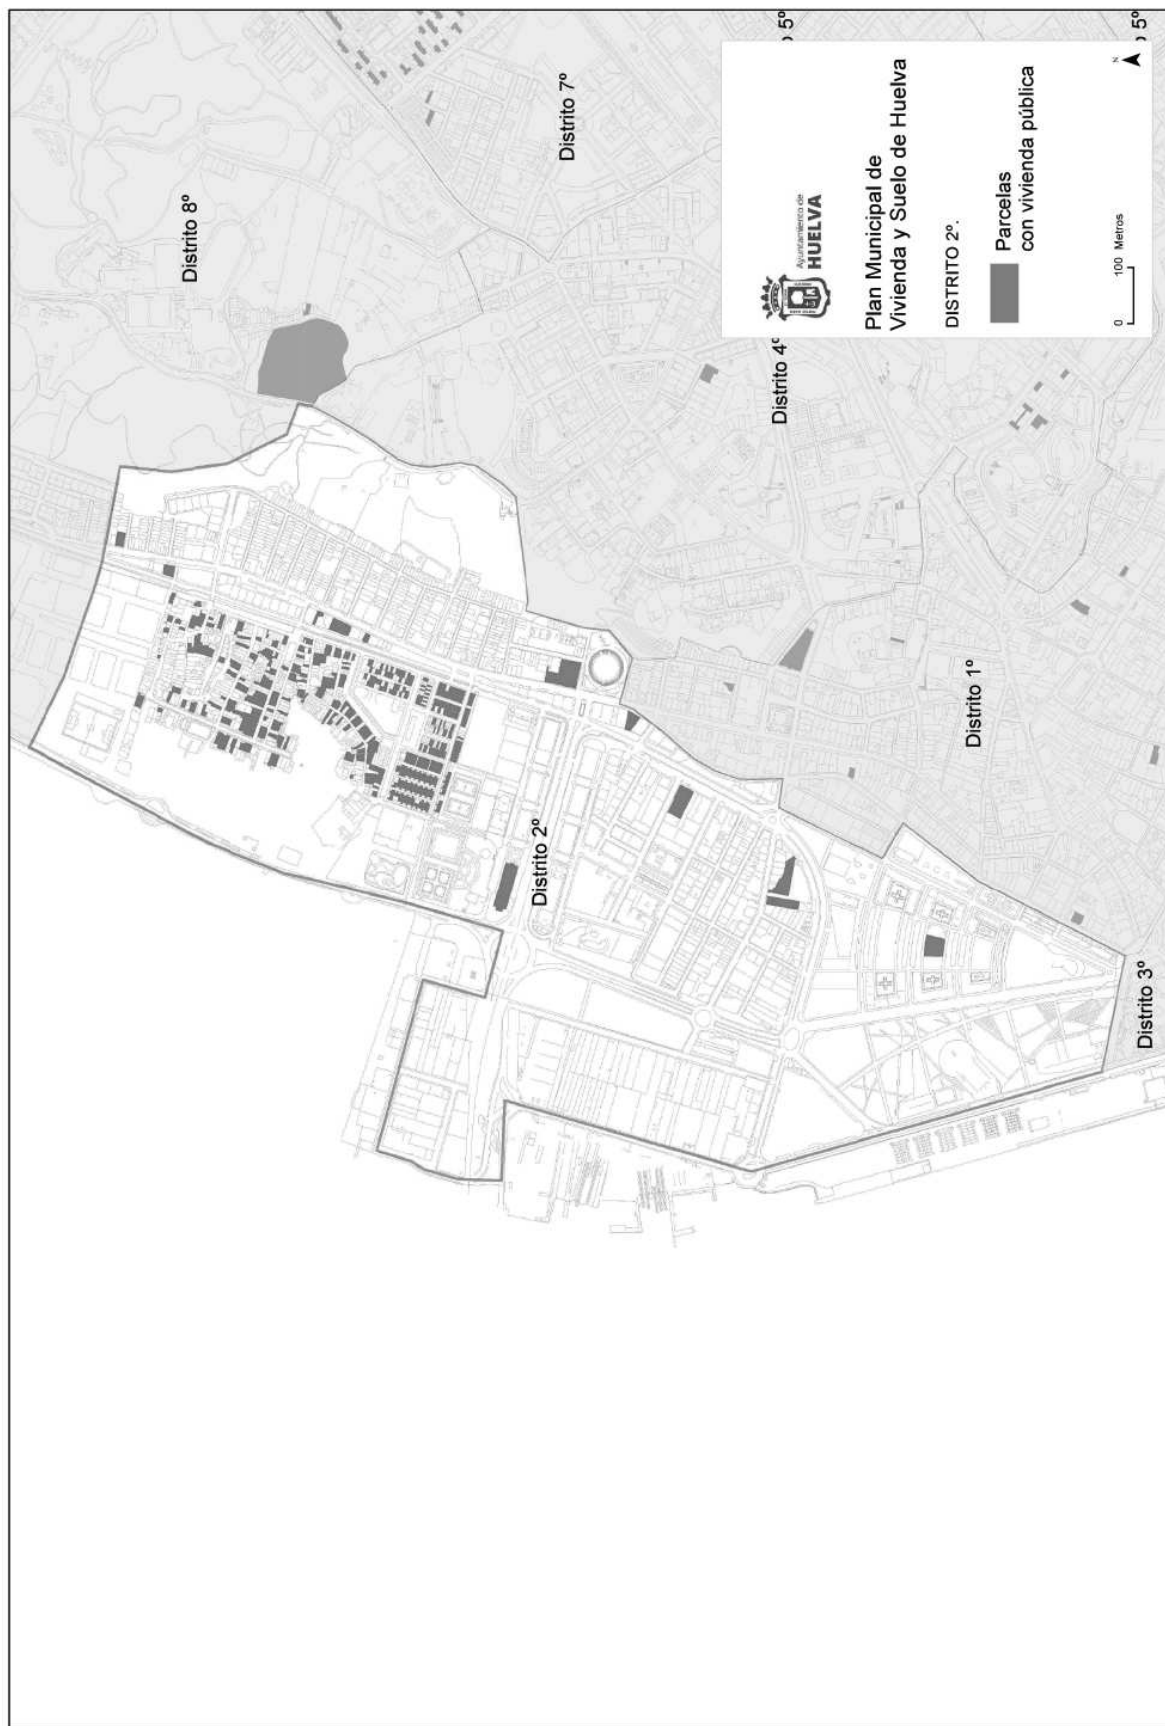 Distrito 8º
Distrito 7º
Distrito 2º
Distrito 4º
Distrito 1º
Distrito 3º
5º
5º
Ayuntamiento de
HUELVA
Plan Municipal de
Vivienda y Suelo de Huelva
DISTRITO 2º.
Parcelas
con vivienda pública
0 100 Metros
N